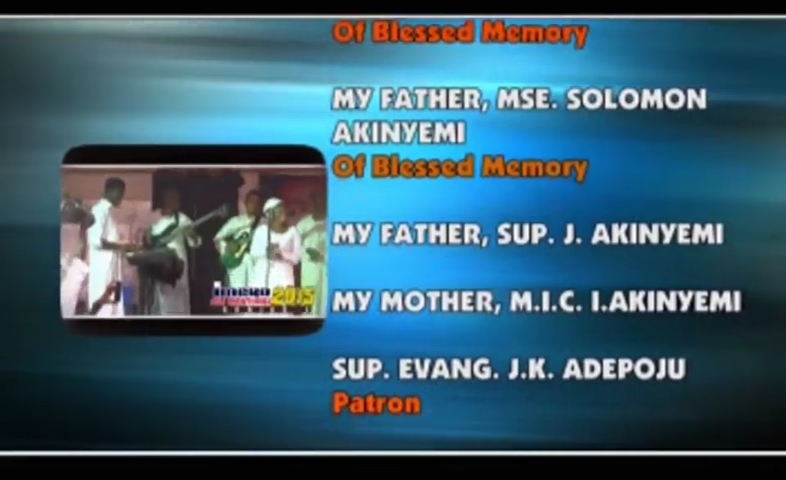 Of Blessed Memory
MY FATHER, MSE. SOLOMON
AKINYEMI
Of Blessed Memory
MY FATHER, SUP. J. AKINYEMI
MY MOTHER, M.I.C. I.AKINYEMI
SUP. EVANG. J.K. ADEPOJU
Patron
2015